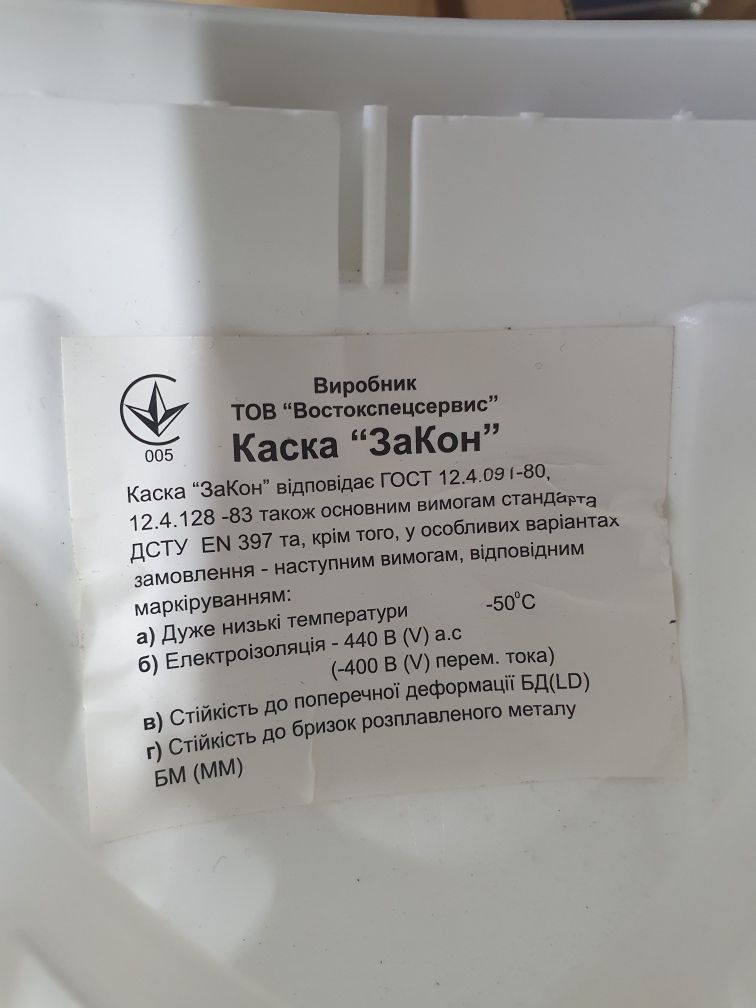 Виробник
ТОВ “Востокспецсервис”
Каска “ЗаКон”
005
Каска “ЗаКон” відповідає ГОСТ 12.4.091-80,
12.4.128 -83 також основним вимогам стандарта
ДСТУ EN 397 та, крім того, у особливих варіантах
замовлення - наступним вимогам, відповідним
маркіруванням:
а) Дуже низькі температури -50°С
б) Електроізоляція - 440 В (V) а.с
(-400 В (V) перем. тока)
в) Стійкість до поперечної деформації БД(LD)
г) Стійкість до бризок розплавленого металу
БМ (ММ)